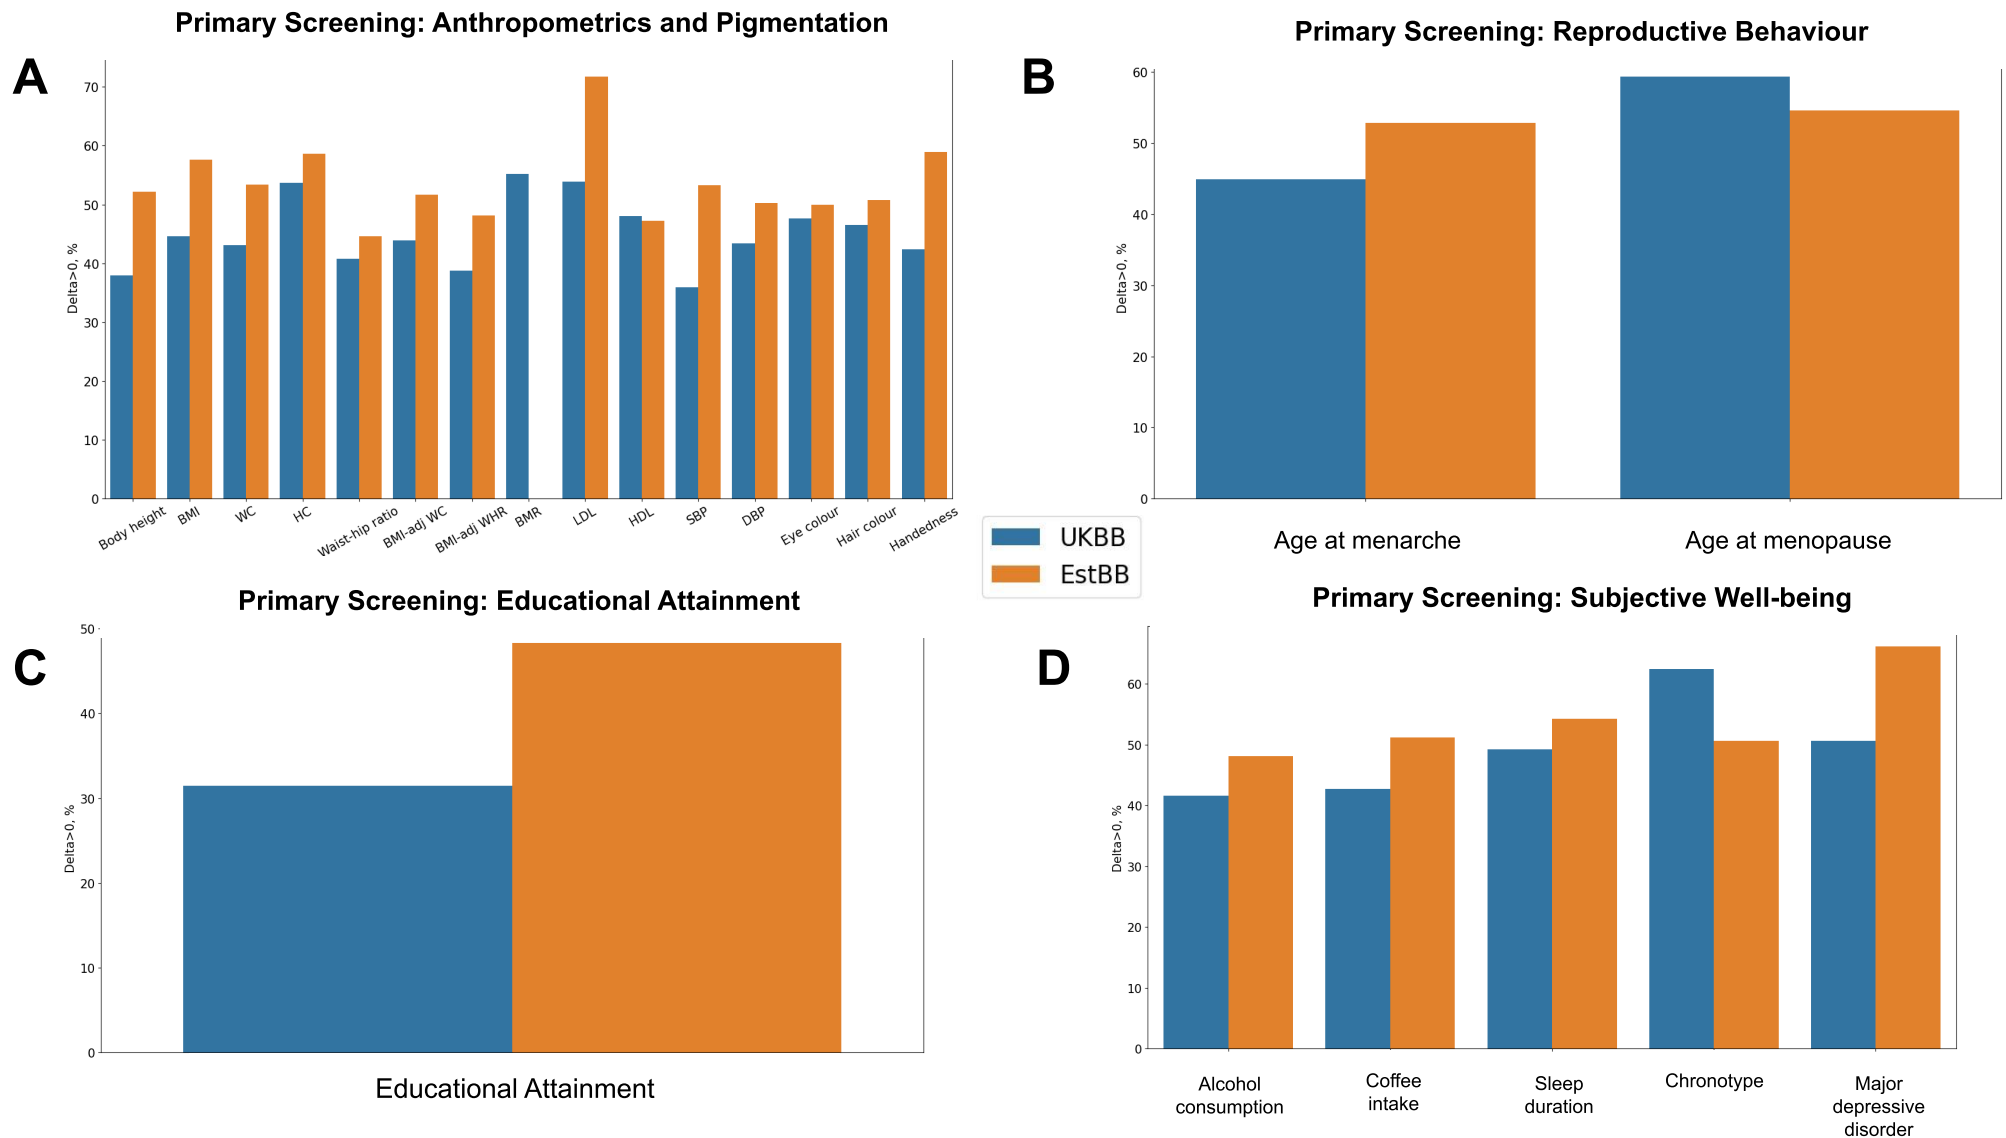 Primary Screening: Anthropometrics and Pigmentation
A
70
60
50
40
30
20
10
0
Delta>0, %
Body height
BMI
WC
HC
Waist-hip ratio
BMI-adj WC
BMI-adj WHR
BMR
LDL
HDL
SBP
DBP
Eye colour
Hair colour
Handedness
Primary Screening: Reproductive Behaviour
B
60
50
40
30
20
10
0
Delta>0, %
Age at menarche
Age at menopause
UKBB
EstBB
Primary Screening: Educational Attainment
C
50
40
30
20
10
0
Delta>0, %
Educational Attainment
Primary Screening: Subjective Well-being
D
60
50
40
30
20
10
0
Delta>0, %
Alcohol
consumption
Coffee
intake
Sleep
duration
Chronotype
Major
depressive
disorder